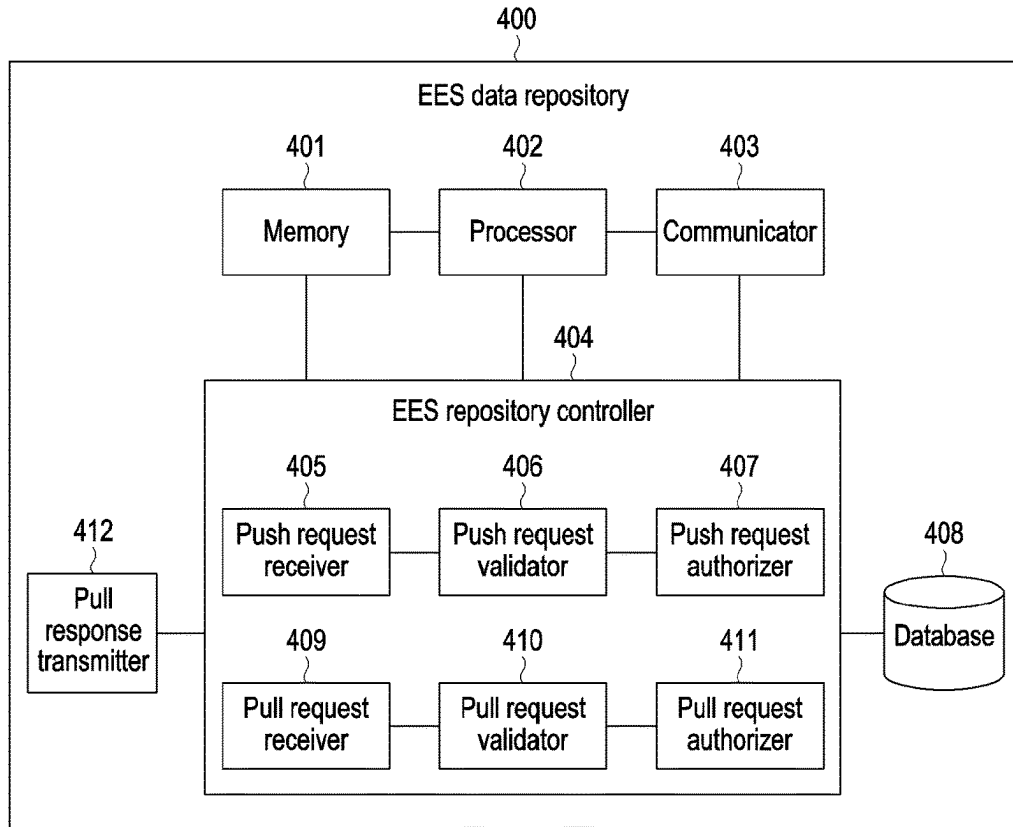 400
EES data repository
401
402
403
Memory
Processor
Communicator
404
EES repository controller
405
406
407
Push request
receiver
Push request
validator
Push request
authorizer
412
Pull
response
transmitter
408
Database
409
410
411
Pull request
receiver
Pull request
validator
Pull request
authorizer